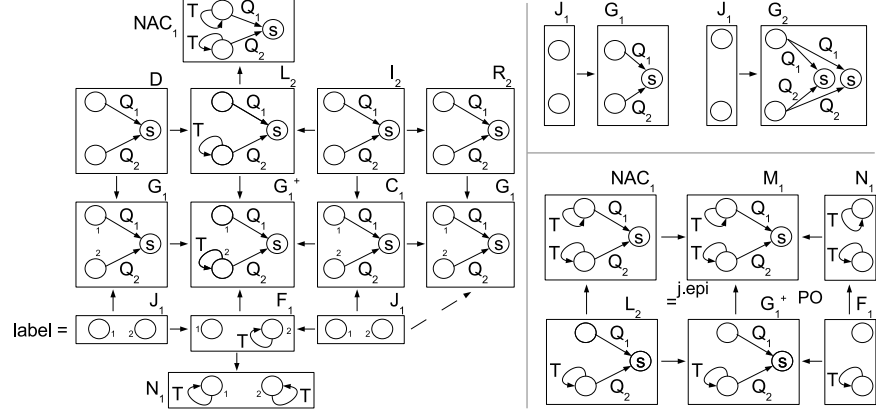 NAC1
T Q1
T Q2 s
D L2 I2 R2
Q1 Q1 Q1 Q1
s T s s s
Q2 Q2 Q2 Q2
G1 G1+ C1 G1
1 Q1 1 Q1 1 Q1 1 Q1
s T s s s
2 Q2 2 Q2 2 Q2 2 Q2
J1 F1 J1
label = 1 2 1 T 2 1 2
N1
T 1 2 T
J1 G1 J1 G2
Q1 s Q2
Q1 Q1 s s Q2 Q2
NAC1 M1 N1
T Q1 T Q1 T
s s
T Q2 T Q2 T
L2 = j.epi G1+ PO F1
Q1 Q1
s s
T Q2 T Q2 T